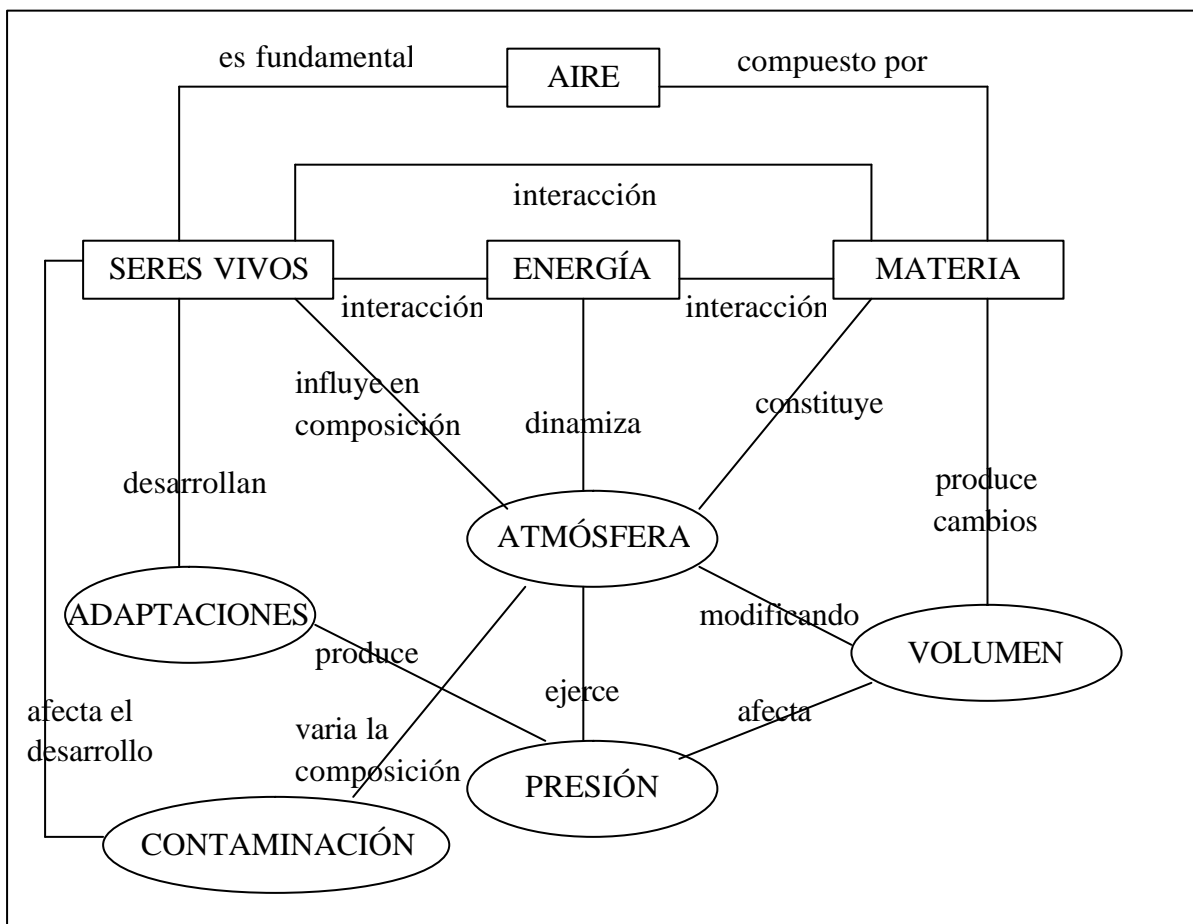 es fundamental
AIRE
compuesto por
interacción
SERES VIVOS
ENERGÍA
MATERIA
interacción
interacción
influye en
composición
dinamiza
constituye
desarrollan
produce
cambios
ATMÓSFERA
ADAPTACIONES
modificando
VOLUMEN
produce
ejerce
afecta
afecta el
desarrollo
varia la
composición
PRESIÓN
CONTAMINACIÓN